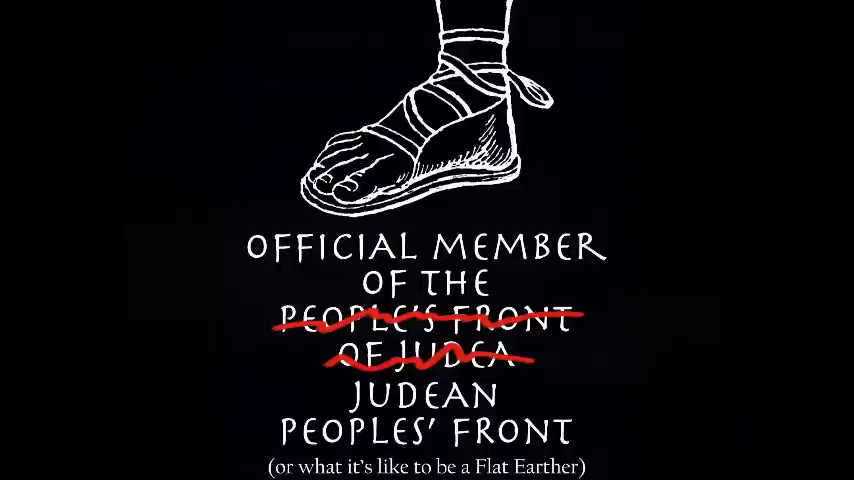 OFFICIAL MEMBER
OF THE
PEOPLE'S FRONT
OF JUDEA
JUDEAN
PEOPLES' FRONT
(or what it's like to be a Flat Earther)